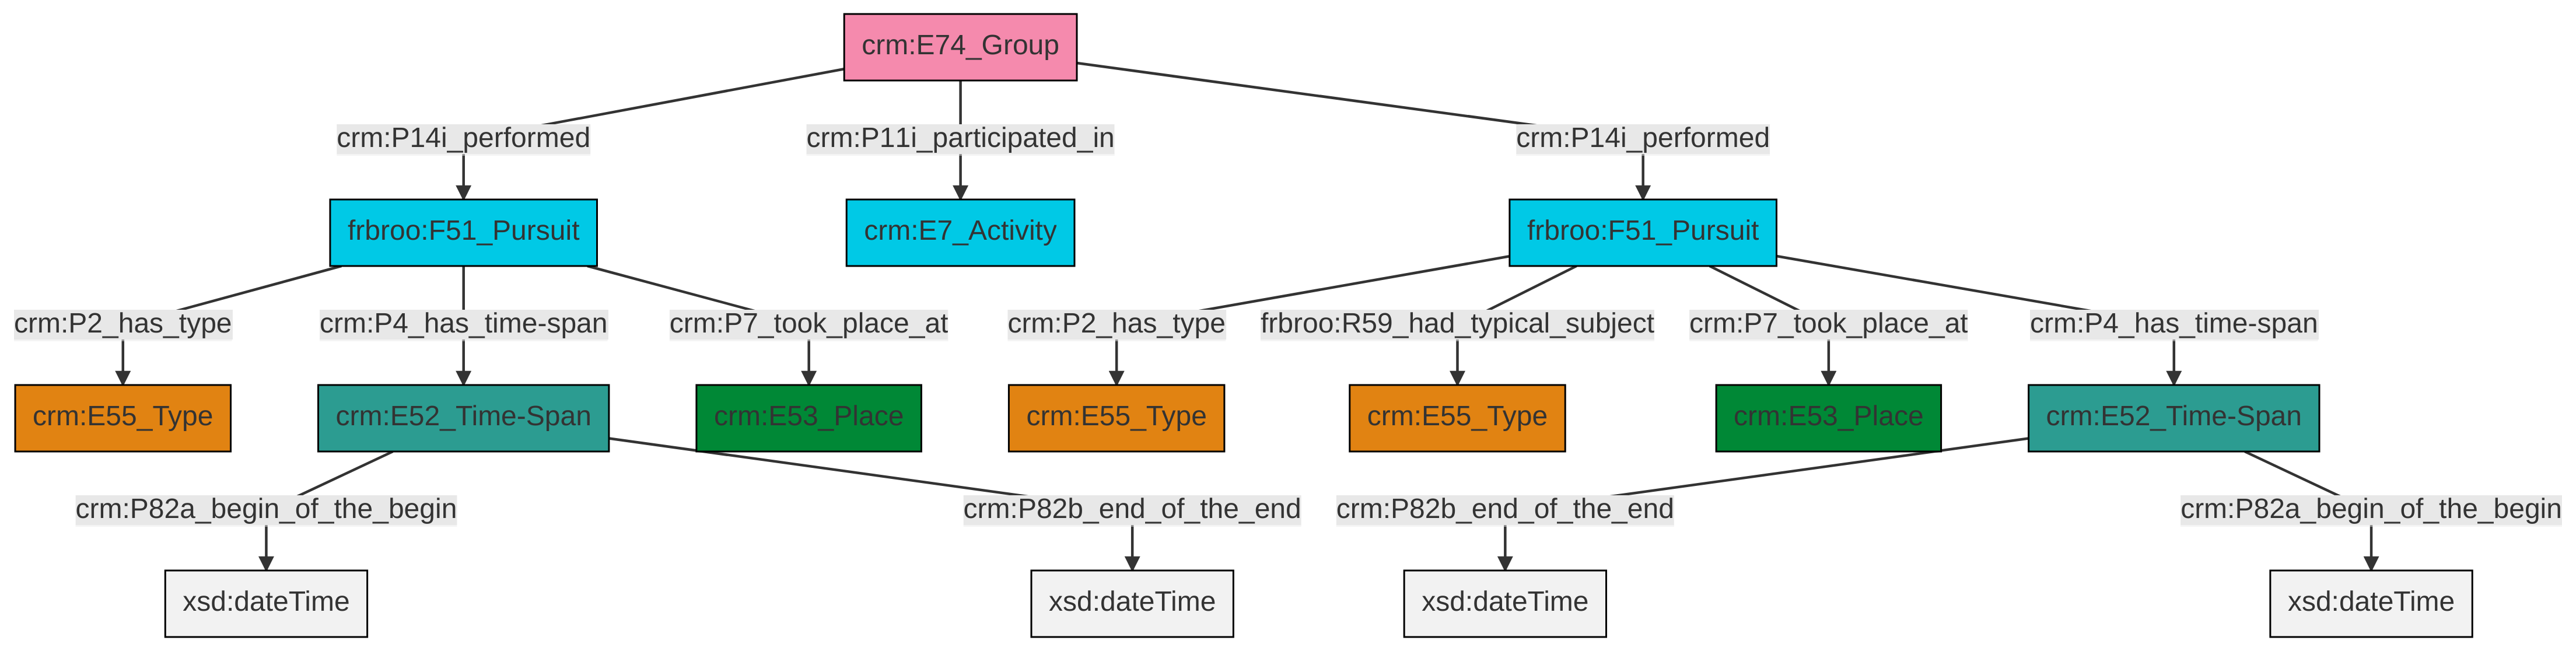 crm:E74_Group
crm:P14i_performed
crm:P11i_participated_in
crm:P14i_performed
frbroo:F51_Pursuit
crm:E7_Activity
frbroo:F51_Pursuit
crm:P2_has_type
crm:P4_has_time-span
crm:P7_took_place_at
crm:P2_has_type
frbroo:R59_had_typical_subject
crm:P7_took_place_at
crm:P4_has_time-span
crm:E55_Type
crm:E52_Time-Span
crm:E53_Place
crm:E55_Type
crm:E55_Type
crm:E53_Place
crm:E52_Time-Span
crm:P82a_begin_of_the_begin
crm:P82b_end_of_the_end
crm:P82b_end_of_the_end
crm:P82a_begin_of_the_begin
xsd:dateTime
xsd:dateTime
xsd:dateTime
xsd:dateTime